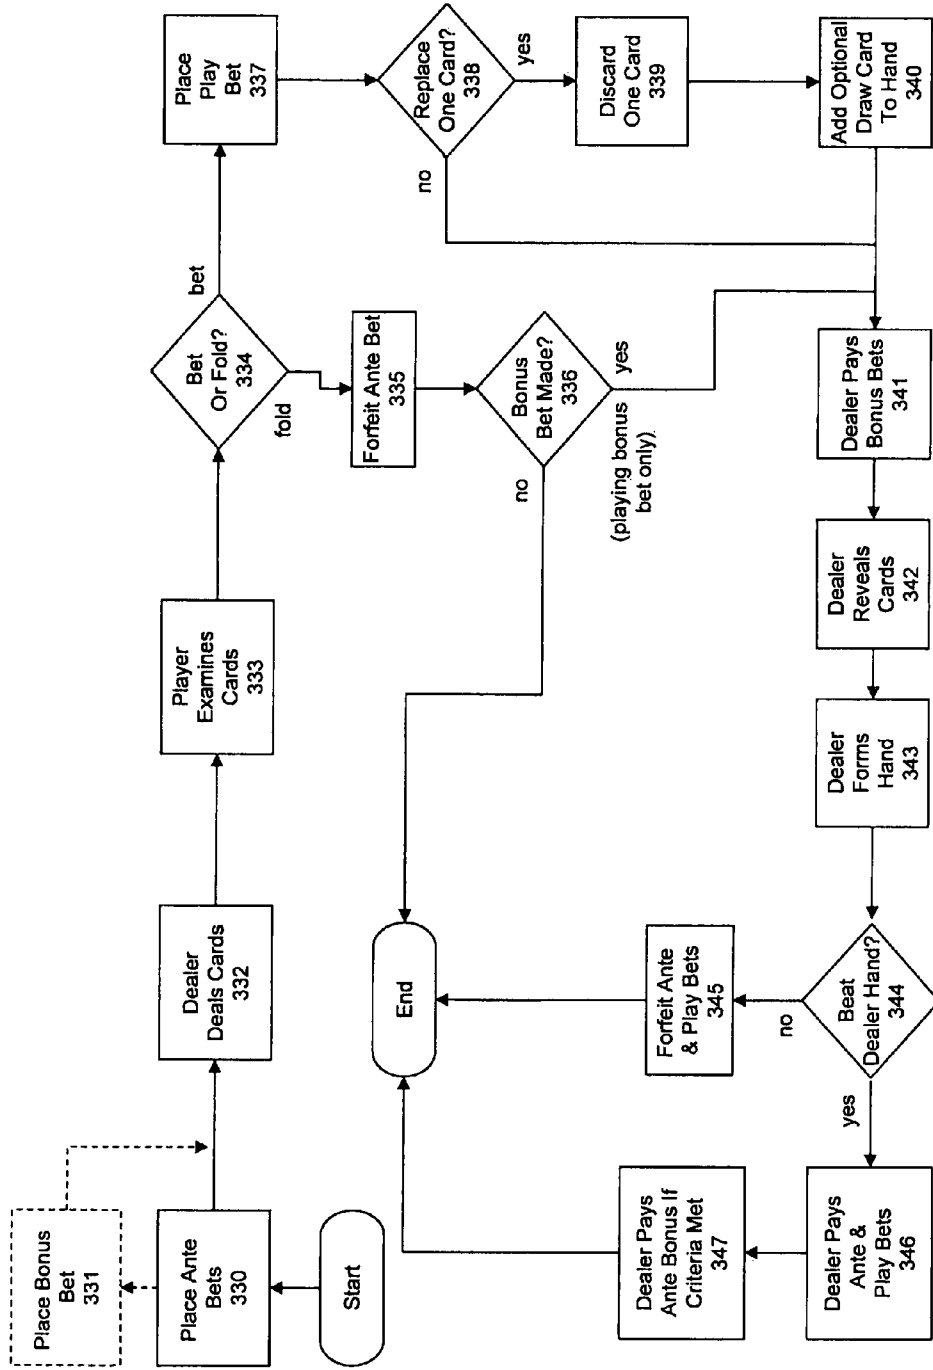 Start
Place Ante
Bets
330
Place Bonus
Bet
331
Dealer
Deals Cards
332
Player
Examines
Cards
333
Bet
Or Fold?
334
bet
fold
Forfeit Ante Bet
335
Bonus
Bet Made?
336
no
yes
(playing bonus
bet only)
Place
Play
Bet
337
Replace
One Card?
338
no
yes
Discard
One Card
339
Add Optional
Draw Card
To Hand
340
Dealer Pays
Bonus Bets
341
Dealer
Reveals
Cards
342
Dealer
Forms
Hand
343
Beat
Dealer Hand?
344
no
yes
Forfeit Ante
& Play Bets
345
Dealer Pays
Ante &
Play Bets
346
Dealer Pays
Ante Bonus If
Criteria Met
347
End